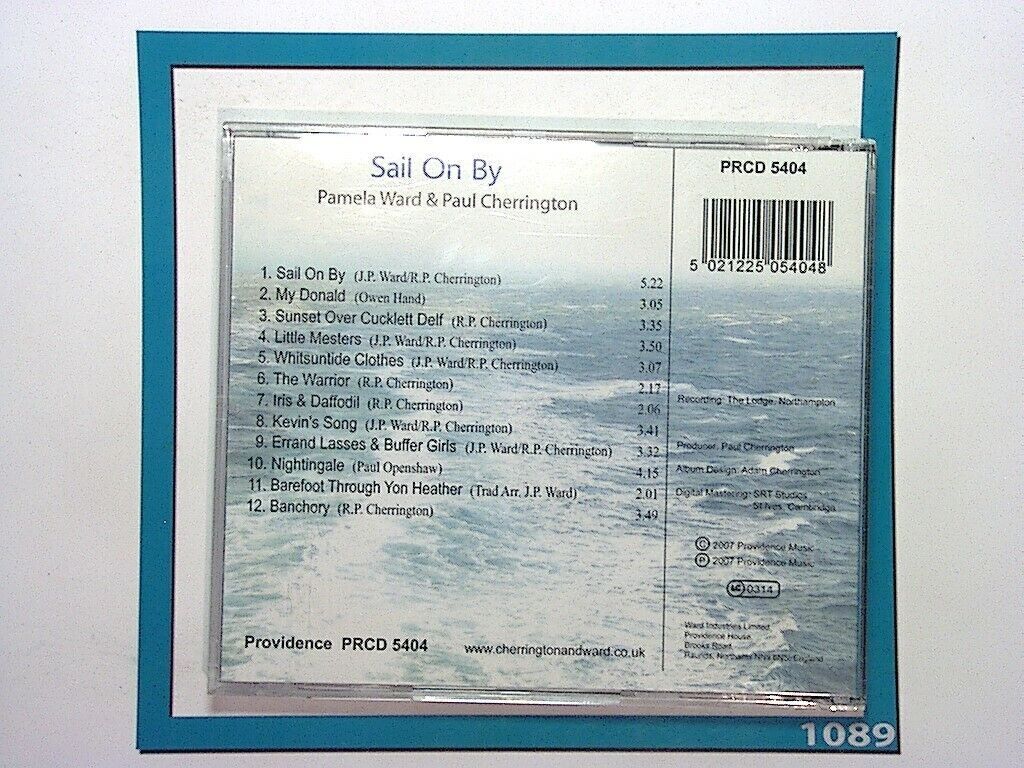 Sail On By
Pamela Ward & Paul Cherrington
1. Sail On By (J.P. Ward/R.P. Cherrington) 5.22
2. My Donald (Owen Hand) 3.05
3. Sunset Over Cucklett Delf (R.P. Cherrington) 3.35
4. Little Mesters (J.P. Ward/R.P. Cherrington) 3.50
5. Whitsuntide Clothes (J.P. Ward/R.P. Cherrington) 3.07
6. The Warrior (R.P. Cherrington) 2.17
7. Iris & Daffodil (R.P. Cherrington) 2.06
8. Kevin's Song (J.P. Ward/R.P. Cherrington) 3.41
9. Errand Lasses & Buffer Girls (J.P. Ward/R.P. Cherrington) 3.32
10. Nightingale (Paul Openshaw) 4.15
11. Barefoot Through Yon Heather (Trad Arr. J.P. Ward) 2.01
12. Banchory (R.P. Cherrington) 3.49
Providence PRCD 5404
www.cherringtonandward.co.uk
PRCD 5404
5 021225 054048
Recording: The Lodge, Northampton
Producer: Paul Cherrington
Album Design: Adam Cherrington
Digital Mastering: SRT Studios
St Ives, Cambridge
© 2007 Providence Music
℗ 2007 Providence Music
LC 0314
Ward Industries Limited
Providence House,
Brooks Road,
Raunds, Northants England
1089